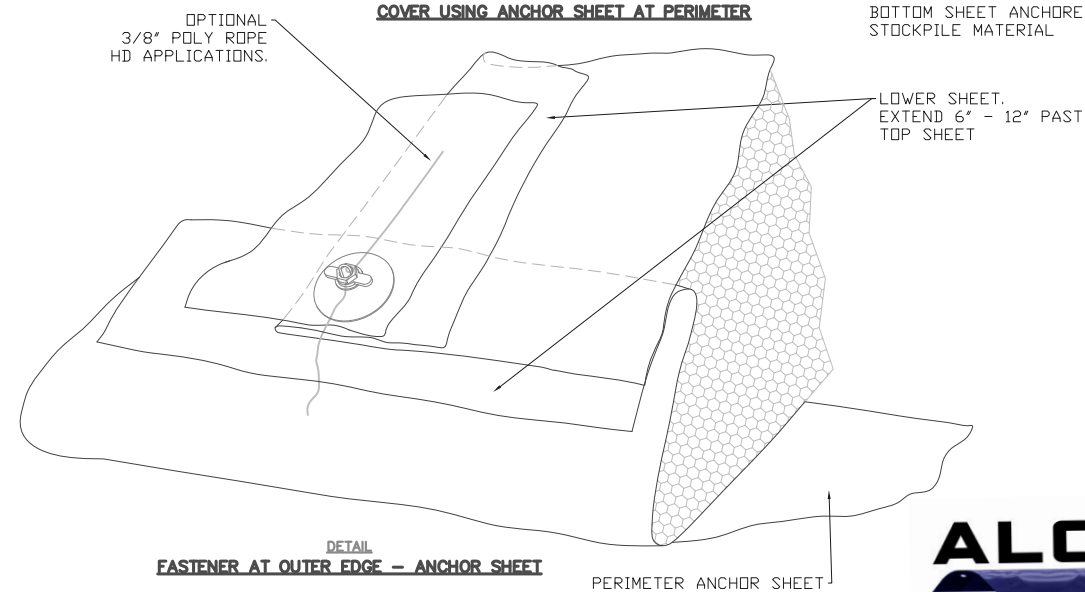 COVER USING ANCHOR SHEET AT PERIMETER
OPTIONAL
3/8" POLY ROPE
HD APPLICATIONS.
BOTTOM SHEET ANCHORE
STOCKPILE MATERIAL
LOWER SHEET.
EXTEND 6" - 12" PAST
TOP SHEET
DETAIL
FASTENER AT OUTER EDGE - ANCHOR SHEET
PERIMETER ANCHOR SHEET